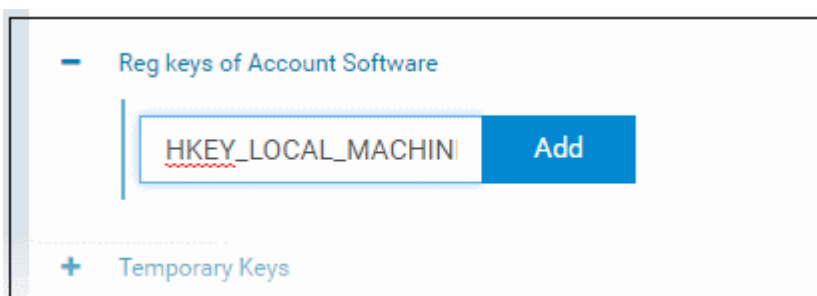 Reg keys of Account Software
HKEY_LOCAL_MACHIN
Add
Temporary Keys